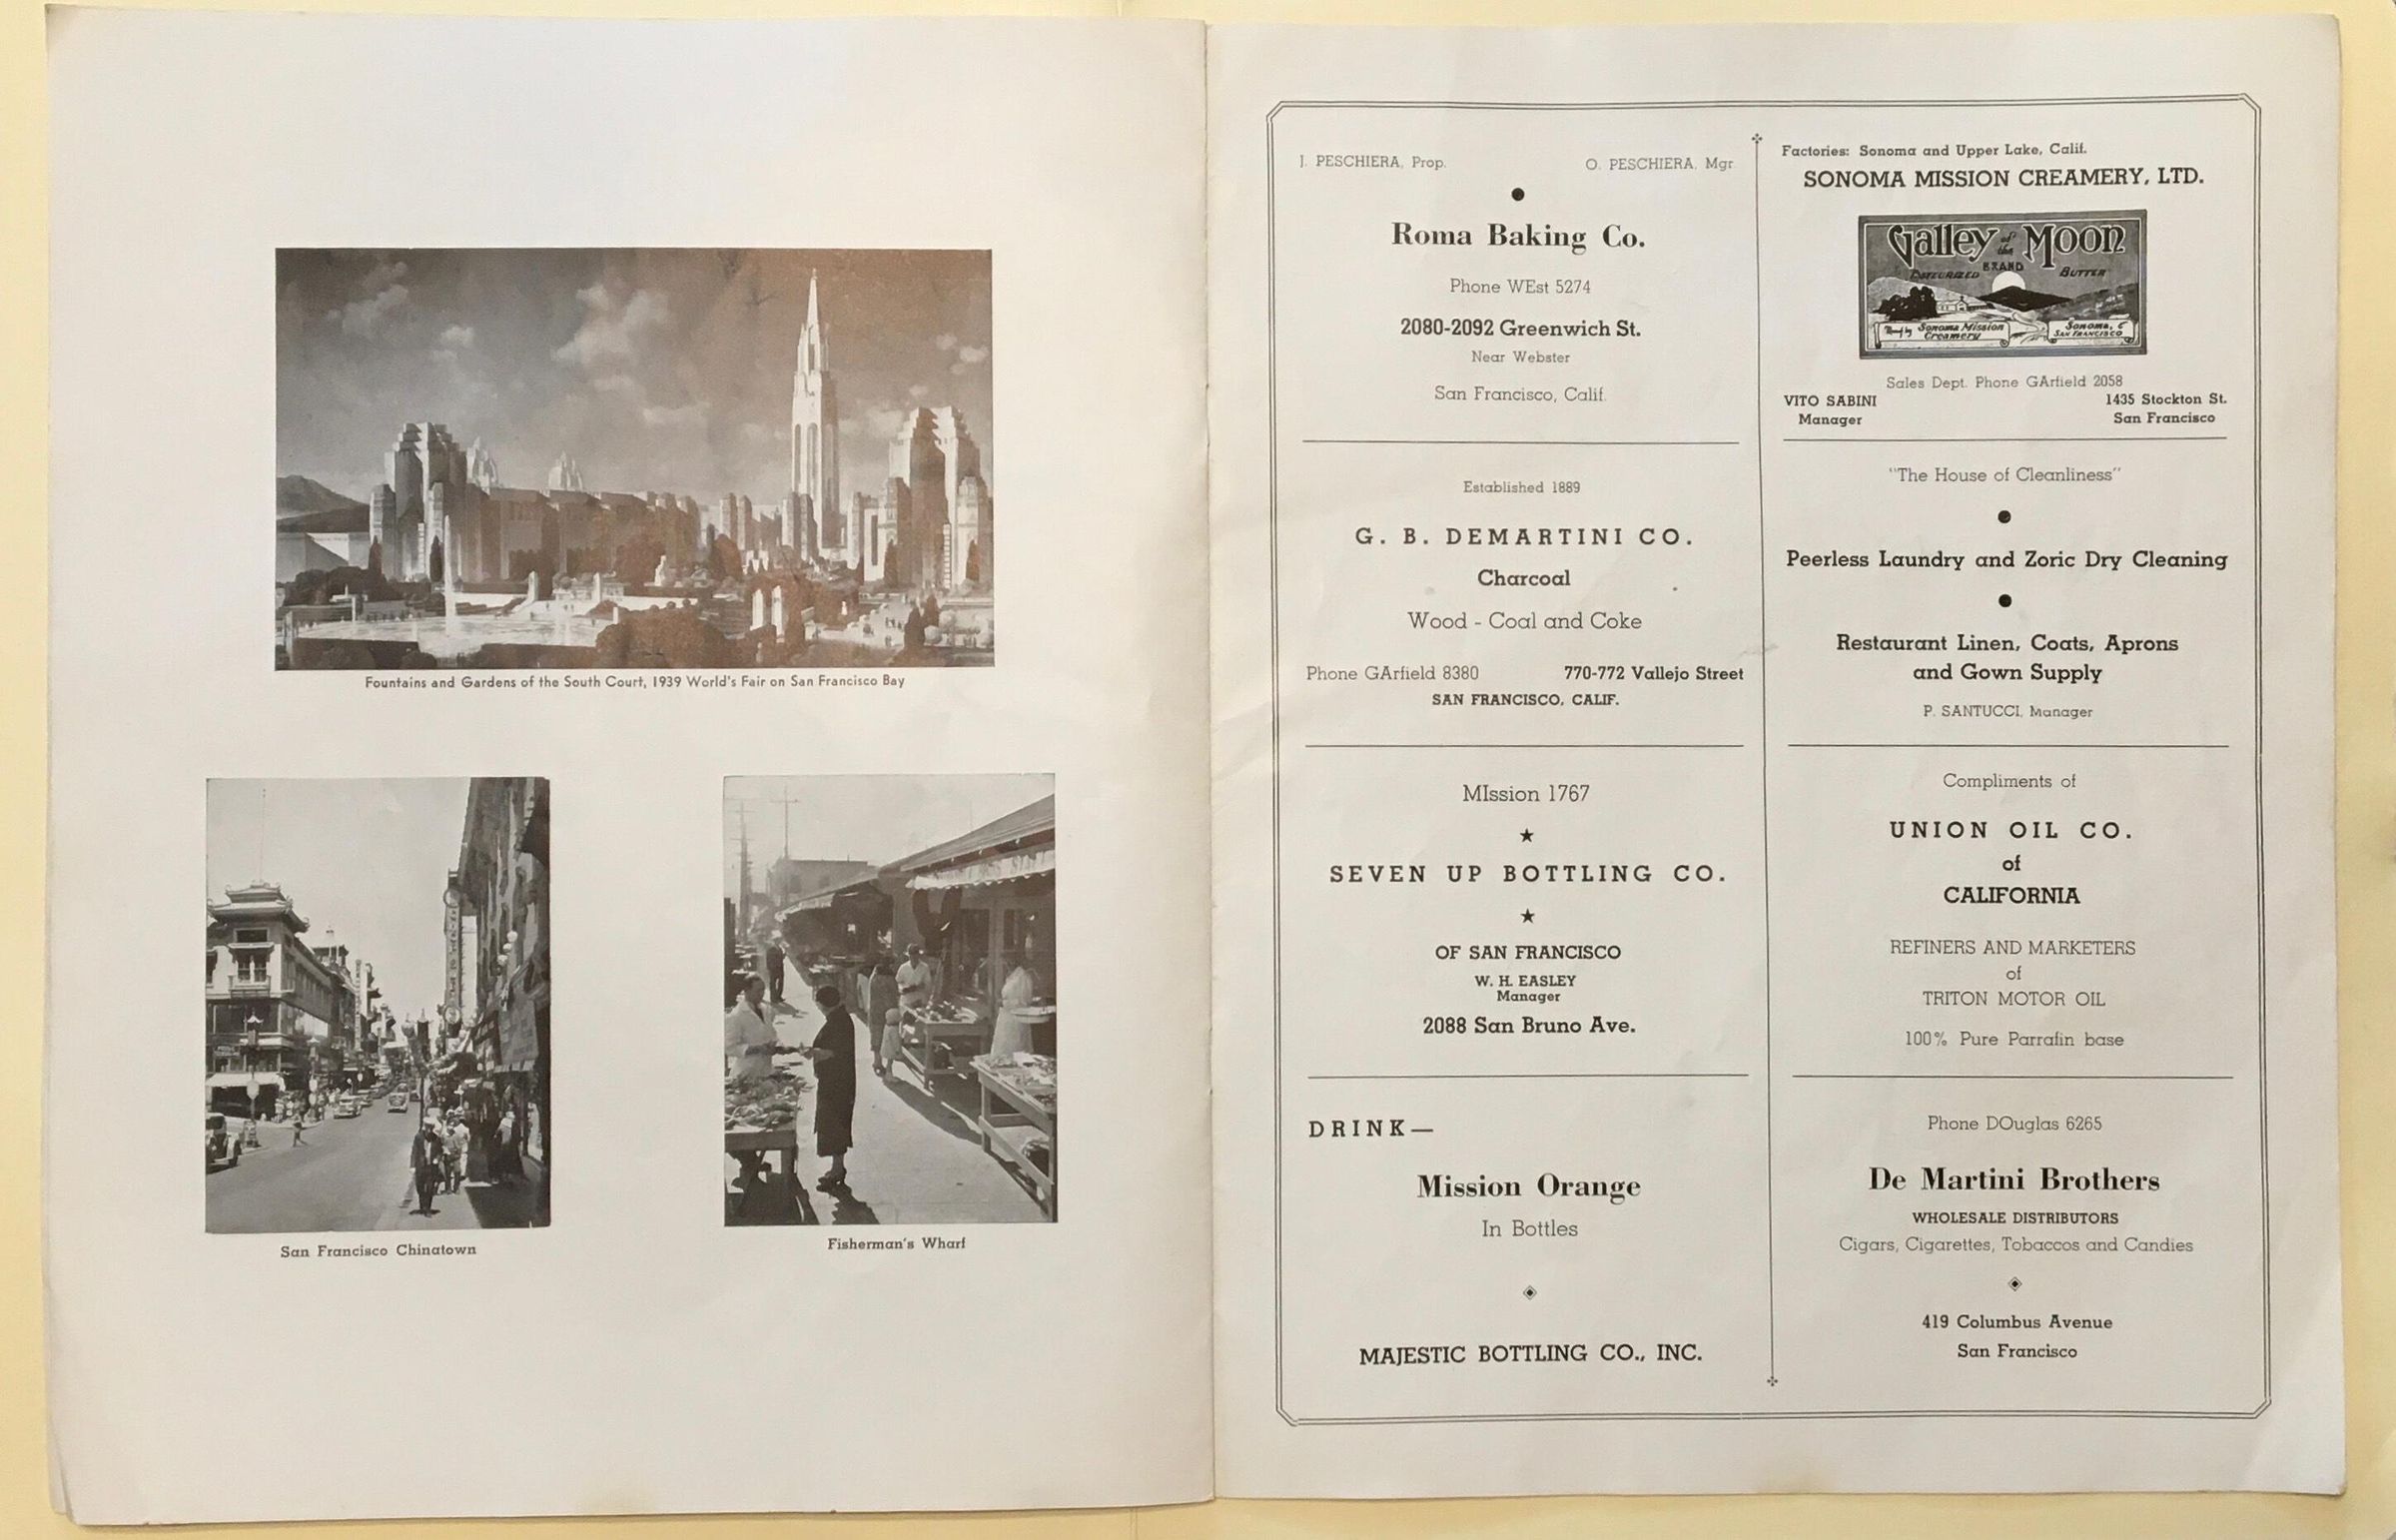 Fountains and Gardens of the South Court, 1939 World's Fair on San Francisco Bay
San Francisco Chinatown
Fisherman's Wharf
J. PESCHIERA, Prop.
O. PESCHIERA, Mgr.
Roma Baking Co.
Phone WEst 5274
2080-2092 Greenwich St.
Near Webster
San Francisco, Calif.
Established 1889
G. B. DEMARTINI CO.
Charcoal
Wood - Coal and Coke
Phone GArfield 8380
770-772 Vallejo Street
SAN FRANCISCO, CALIF.
MIssion 1767
SEVEN UP BOTTLING CO.
OF SAN FRANCISCO
W. H. EASLEY
Manager
2088 San Bruno Ave.
DRINK—
Mission Orange
In Bottles
MAJESTIC BOTTLING CO., INC.
Factories: Sonoma and Upper Lake, Calif.
SONOMA MISSION CREAMERY, LTD.
Valley of the Moon
BRAND
PASTEURIZED BUTTER
Sonoma Mission
Creamery
Sonoma, &
SAN FRANCISCO
Sales Dept. Phone GArfield 2058
VITO SABINI
Manager
1435 Stockton St.
San Francisco
"The House of Cleanliness"
Peerless Laundry and Zoric Dry Cleaning
Restaurant Linen, Coats, Aprons
and Gown Supply
P. SANTUCCI, Manager
Compliments of
UNION OIL CO.
of
CALIFORNIA
REFINERS AND MARKETERS
of
TRITON MOTOR OIL
100% Pure Parrafin base
Phone DOuglas 6265
De Martini Brothers
WHOLESALE DISTRIBUTORS
Cigars, Cigarettes, Tobaccos and Candies
419 Columbus Avenue
San Francisco